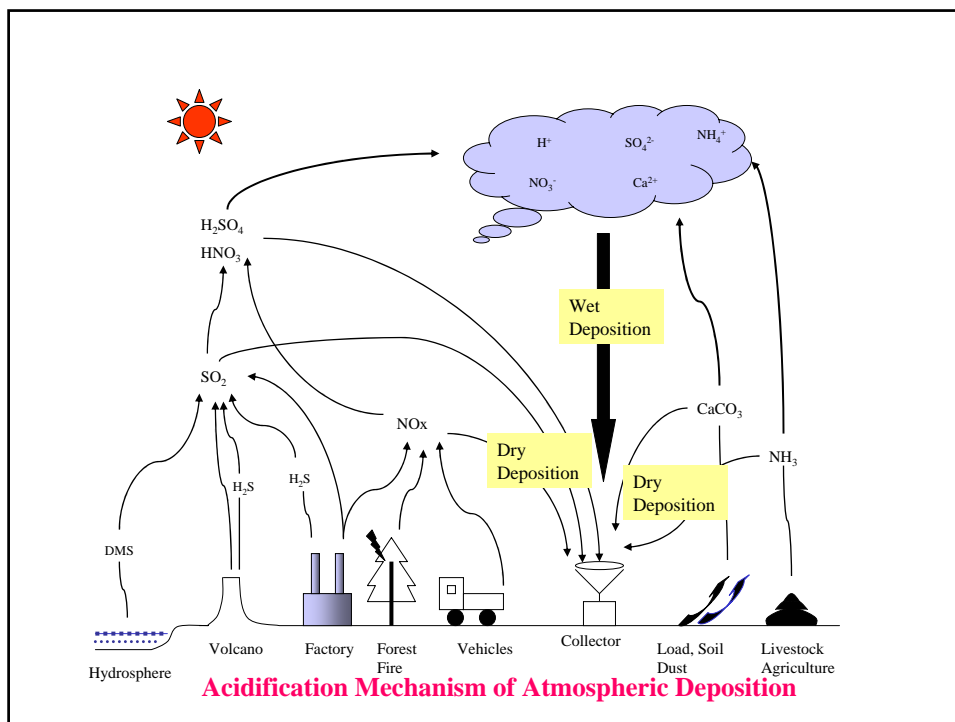 H⁺ SO₄²⁻ NH₄⁺
NO₃⁻ Ca²⁺
H₂SO₄
HNO₃
Wet
Deposition
SO₂
NOx
CaCO₃
Dry
Deposition
NH₃
Dry
Deposition
H₂S
H₂S
DMS
Hydrosphere
Volcano
Factory
Forest
Fire
Vehicles
Collector
Load, Soil
Dust
Livestock
Agriculture
Acidification Mechanism of Atmospheric Deposition